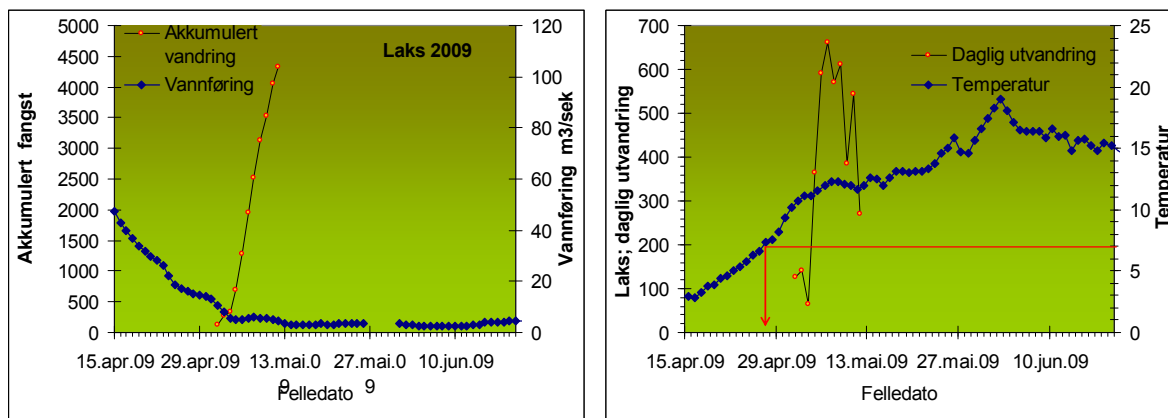 Akkumulert
vandring
Vannføring
Laks 2009
5000
4500
4000
3500
3000
2500
2000
1500
1000
500
0
Akkumulert fangst
120
100
80
60
40
20
0
Vannføring m3/sek
15.apr.09
29.apr.09
13.mai.0
9
27.mai.0
9
10.jun.09
Felledato
Daglig utvandring
Temperatur
700
600
500
400
300
200
100
0
Laks; daglig utvandring
25
20
15
10
5
0
Temperatur
15.apr.09
29.apr.09
13.mai.09
27.mai.09
10.jun.09
Felledato